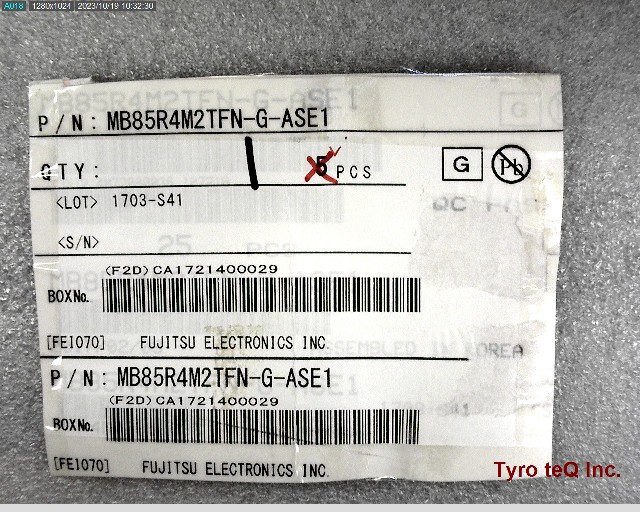 A018 1280x1024 2023/10/19 10:32:30
MB85R4M2TFN-G-ASE1
G
P/N: MB85R4M2TFN-G-ASE1
QTY: 5 PCS
G Pb
<LOT> 1703-S41
<S/N>
25 PCS
(F2D) CA1721400029
BOX No.
[FEI070] FUJITSU ELECTRONICS INC.
ASSEMBLED IN KOREA
P/N: MB85R4M2TFN-G-ASE1
(F2D) CA1721400029
BOX No.
[FEI070] FUJITSU ELECTRONICS INC.
Tyro teQ Inc.